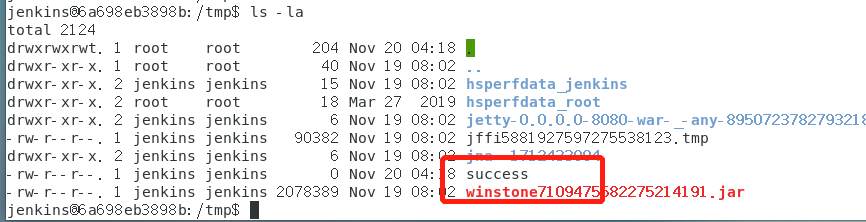 jenkins@6a698eb3898b:/tmp$ ls -la
total 2124
drwxrwxrwt. 1 root root 204 Nov 20 04:18 .
drwxr-xr-x. 1 root root 40 Nov 19 08:02 ..
drwxr-xr-x. 2 jenkins jenkins 15 Nov 19 08:02 hsperfdata_jenkins
drwxr-xr-x. 2 root root 18 Mar 27 2019 hsperfdata_root
drwxr-xr-x. 2 jenkins jenkins 6 Nov 19 08:02 jetty-0.0.0.0-8080-war-_-any-8950723782793218
-rw-r--r--. 1 jenkins jenkins 90382 Nov 19 08:02 jffi5881927597275538123.tmp
drwxr-xr-x. 2 jenkins jenkins 6 Nov 19 08:02
-rw-r--r--. 1 jenkins jenkins 0 Nov 20 04:18 success
-rw-r--r--. 1 jenkins jenkins 2078389 Nov 19 08:02 winstone7109475582275214191.jar
jenkins@6a698eb3898b:/tmp$